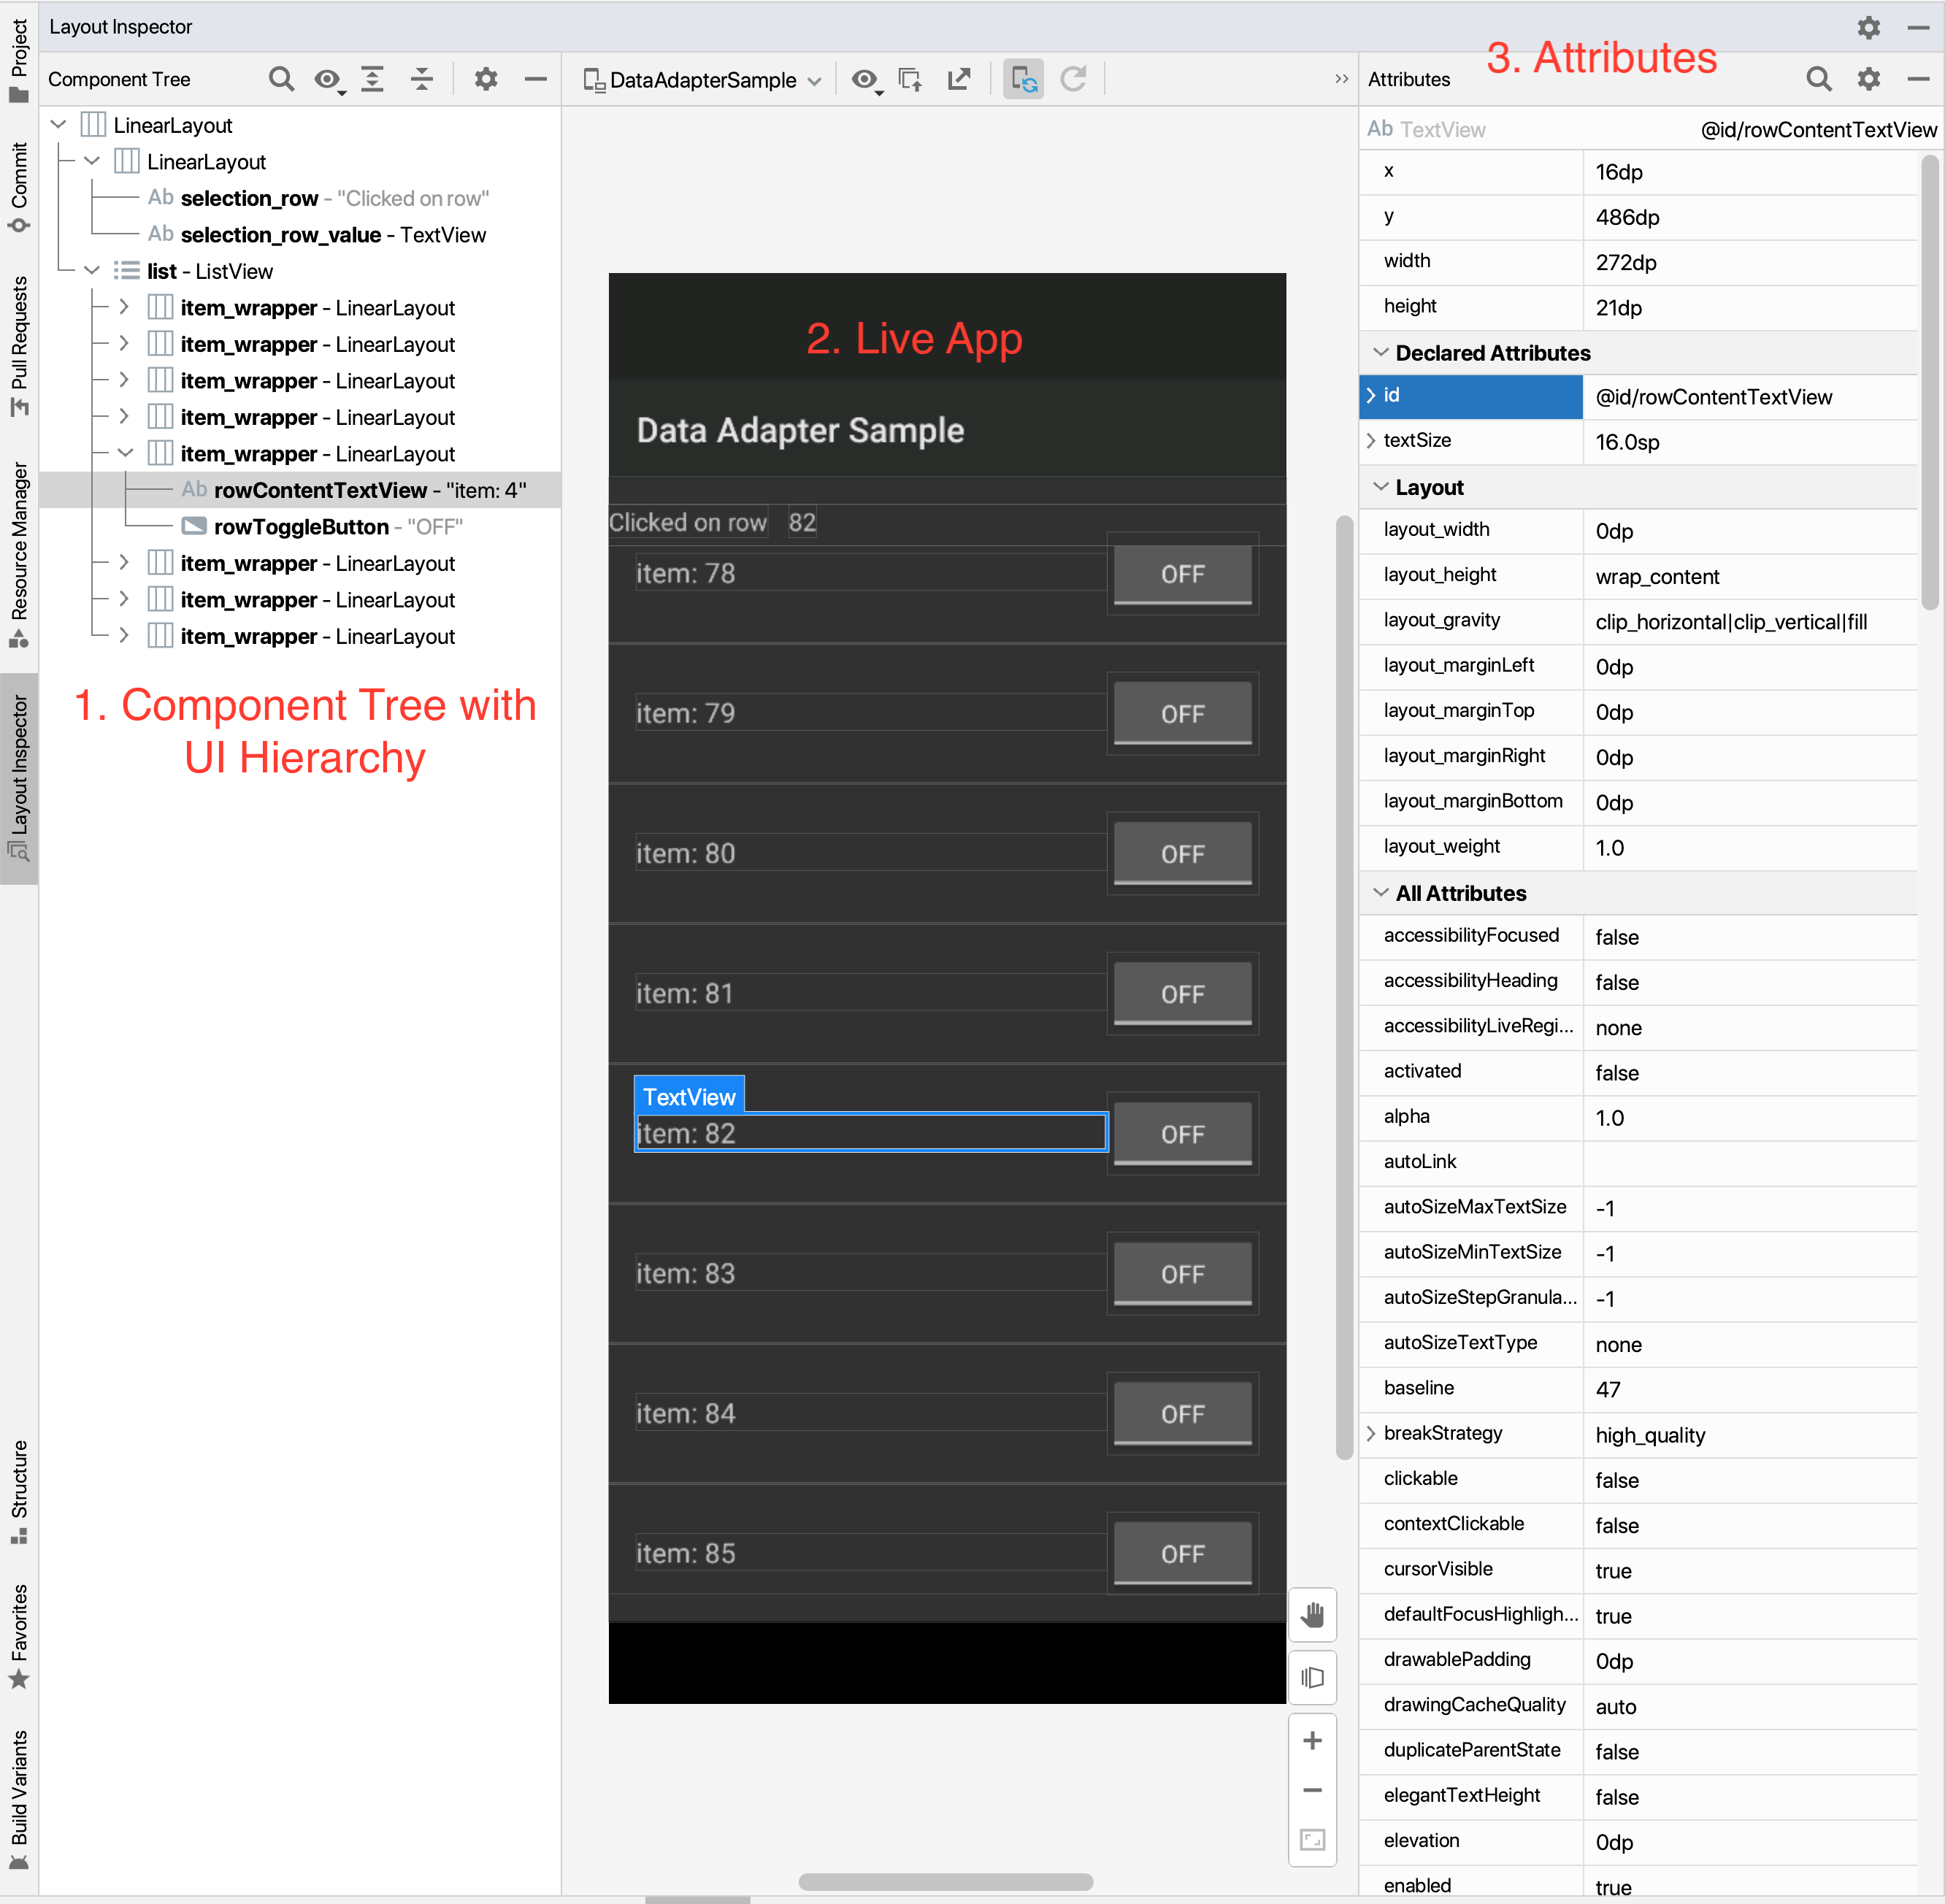 Layout Inspector
Project
Commit
Pull Requests
Resource Manager
Layout Inspector
Structure
Favorites
Build Variants
Component Tree
LinearLayout
LinearLayout
Ab selection_row - "Clicked on row"
Ab selection_row_value - TextView
list - ListView
item_wrapper - LinearLayout
item_wrapper - LinearLayout
item_wrapper - LinearLayout
item_wrapper - LinearLayout
item_wrapper - LinearLayout
Ab rowContentTextView - "item: 4"
rowToggleButton - "OFF"
item_wrapper - LinearLayout
item_wrapper - LinearLayout
item_wrapper - LinearLayout
1. Component Tree with
UI Hierarchy
DataAdapterSample
2. Live App
Data Adapter Sample
Clicked on row 82
item: 78 OFF
item: 79 OFF
item: 80 OFF
item: 81 OFF
TextView
item: 82 OFF
item: 83 OFF
item: 84 OFF
item: 85 OFF
3. Attributes
Attributes
Ab TextView @id/rowContentTextView
x 16dp
y 486dp
width 272dp
height 21dp
Declared Attributes
id @id/rowContentTextView
textSize 16.0sp
Layout
layout_width 0dp
layout_height wrap_content
layout_gravity clip_horizontal|clip_vertical|fill
layout_marginLeft 0dp
layout_marginTop 0dp
layout_marginRight 0dp
layout_marginBottom 0dp
layout_weight 1.0
All Attributes
accessibilityFocused false
accessibilityHeading false
accessibilityLiveRegi... none
activated false
alpha 1.0
autoLink
autoSizeMaxTextSize -1
autoSizeMinTextSize -1
autoSizeStepGranula... -1
autoSizeTextType none
baseline 47
breakStrategy high_quality
clickable false
contextClickable false
cursorVisible true
defaultFocusHighligh... true
drawablePadding 0dp
drawingCacheQuality auto
duplicateParentState false
elegantTextHeight false
elevation 0dp
enabled true